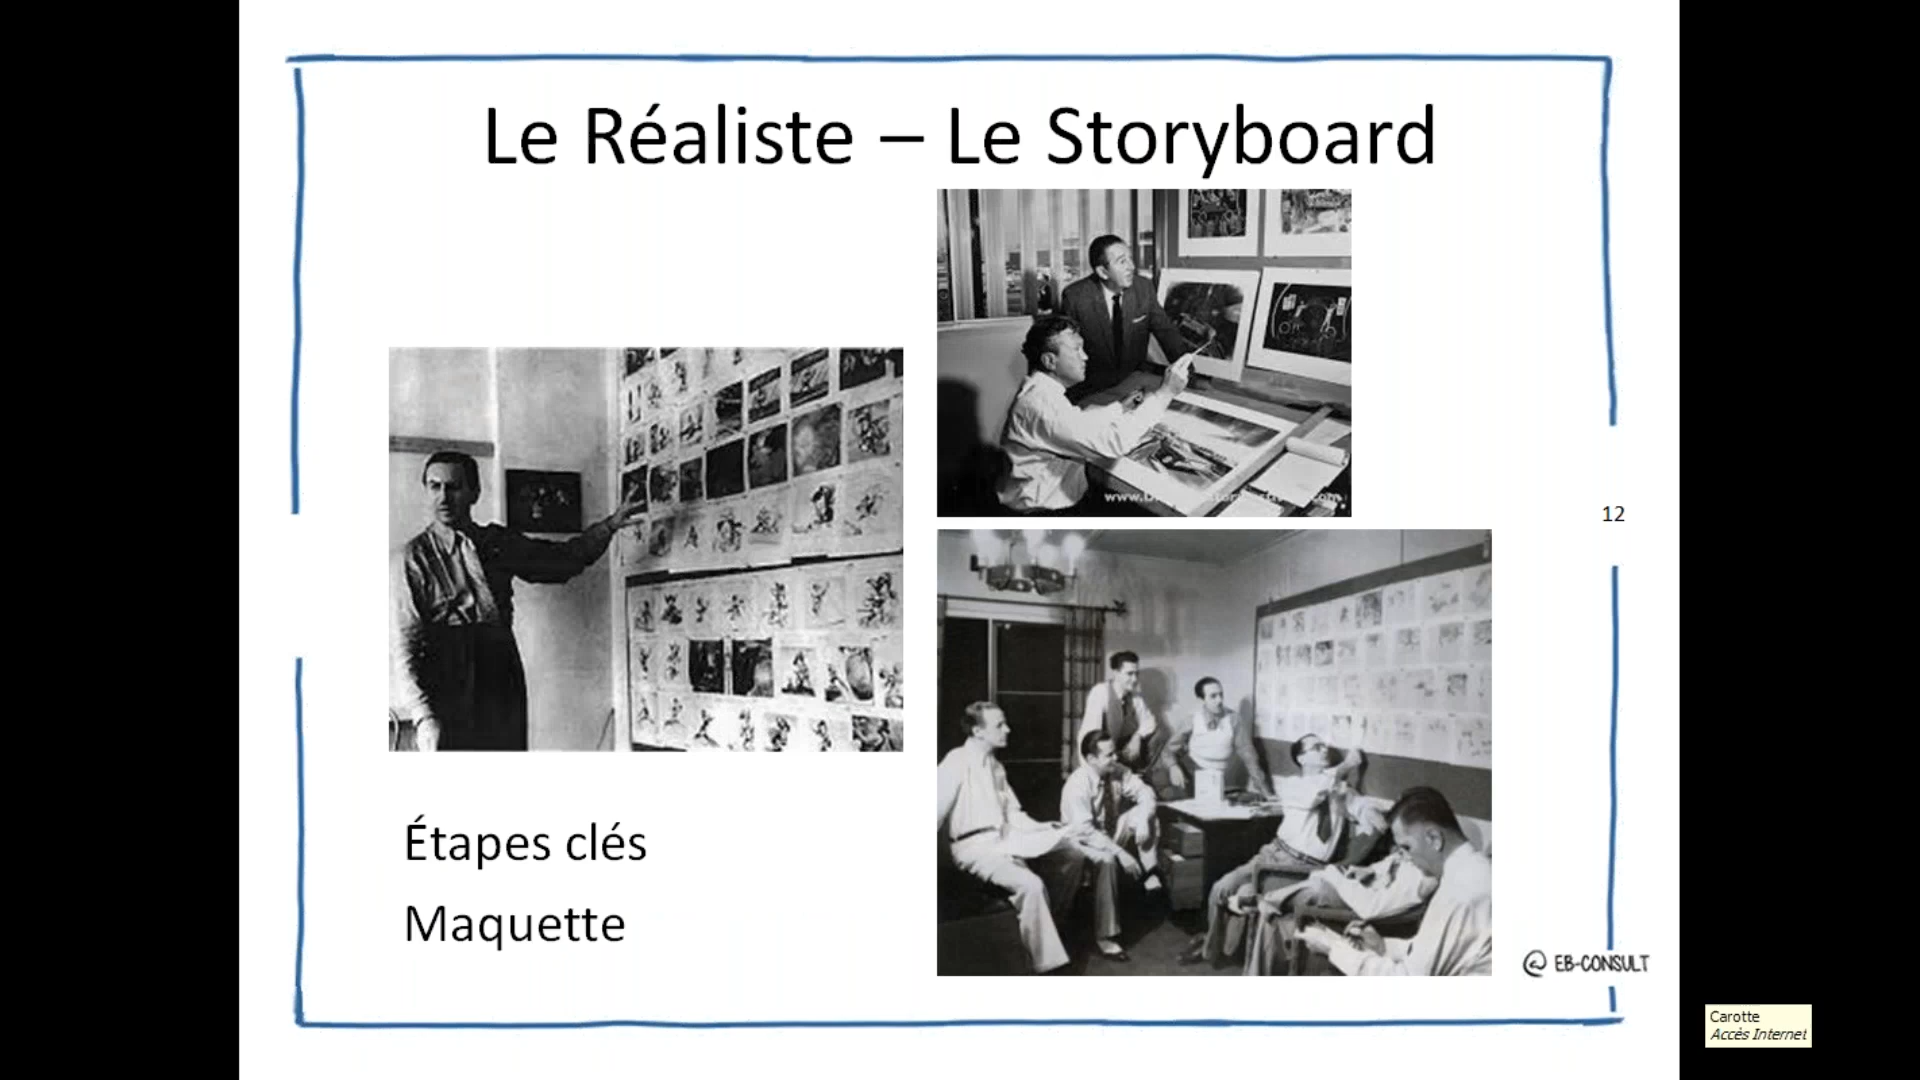 Le Réaliste – Le Storyboard
12
Étapes clés
Maquette
@ EB-CONSULT
Carotte
Accès Internet